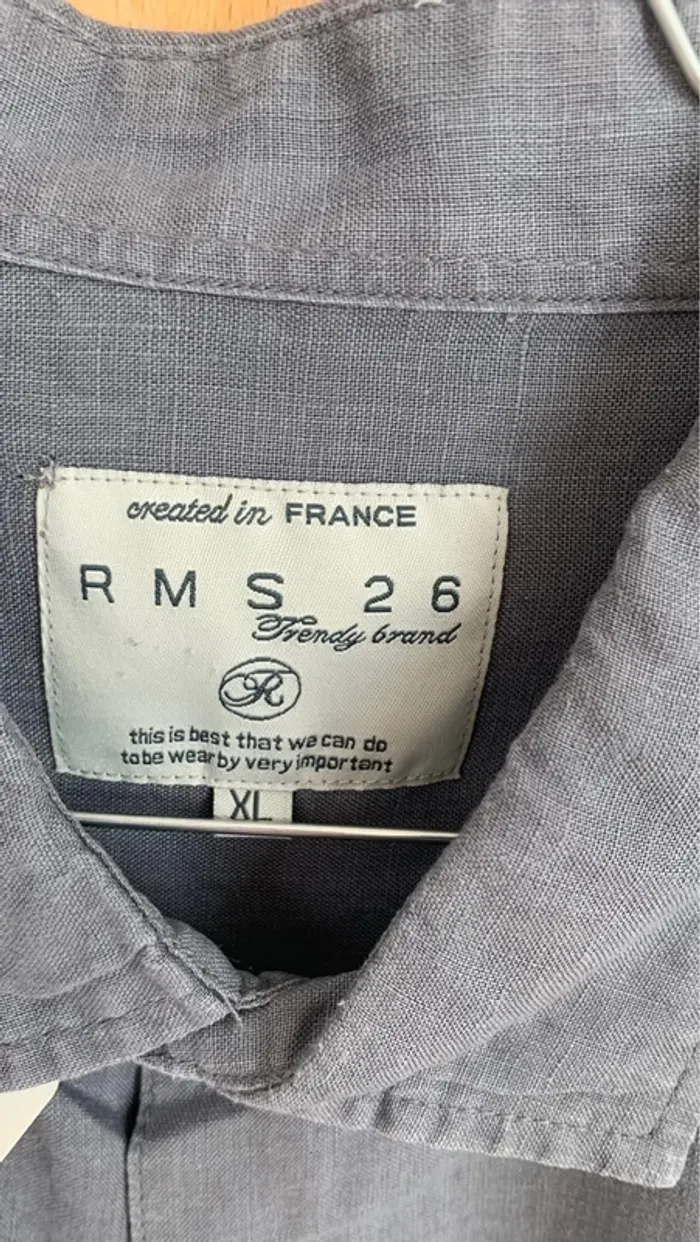 created in FRANCE
RMS 26
Trendy brand
R
this is best that we can do
to be wear by very important
XL